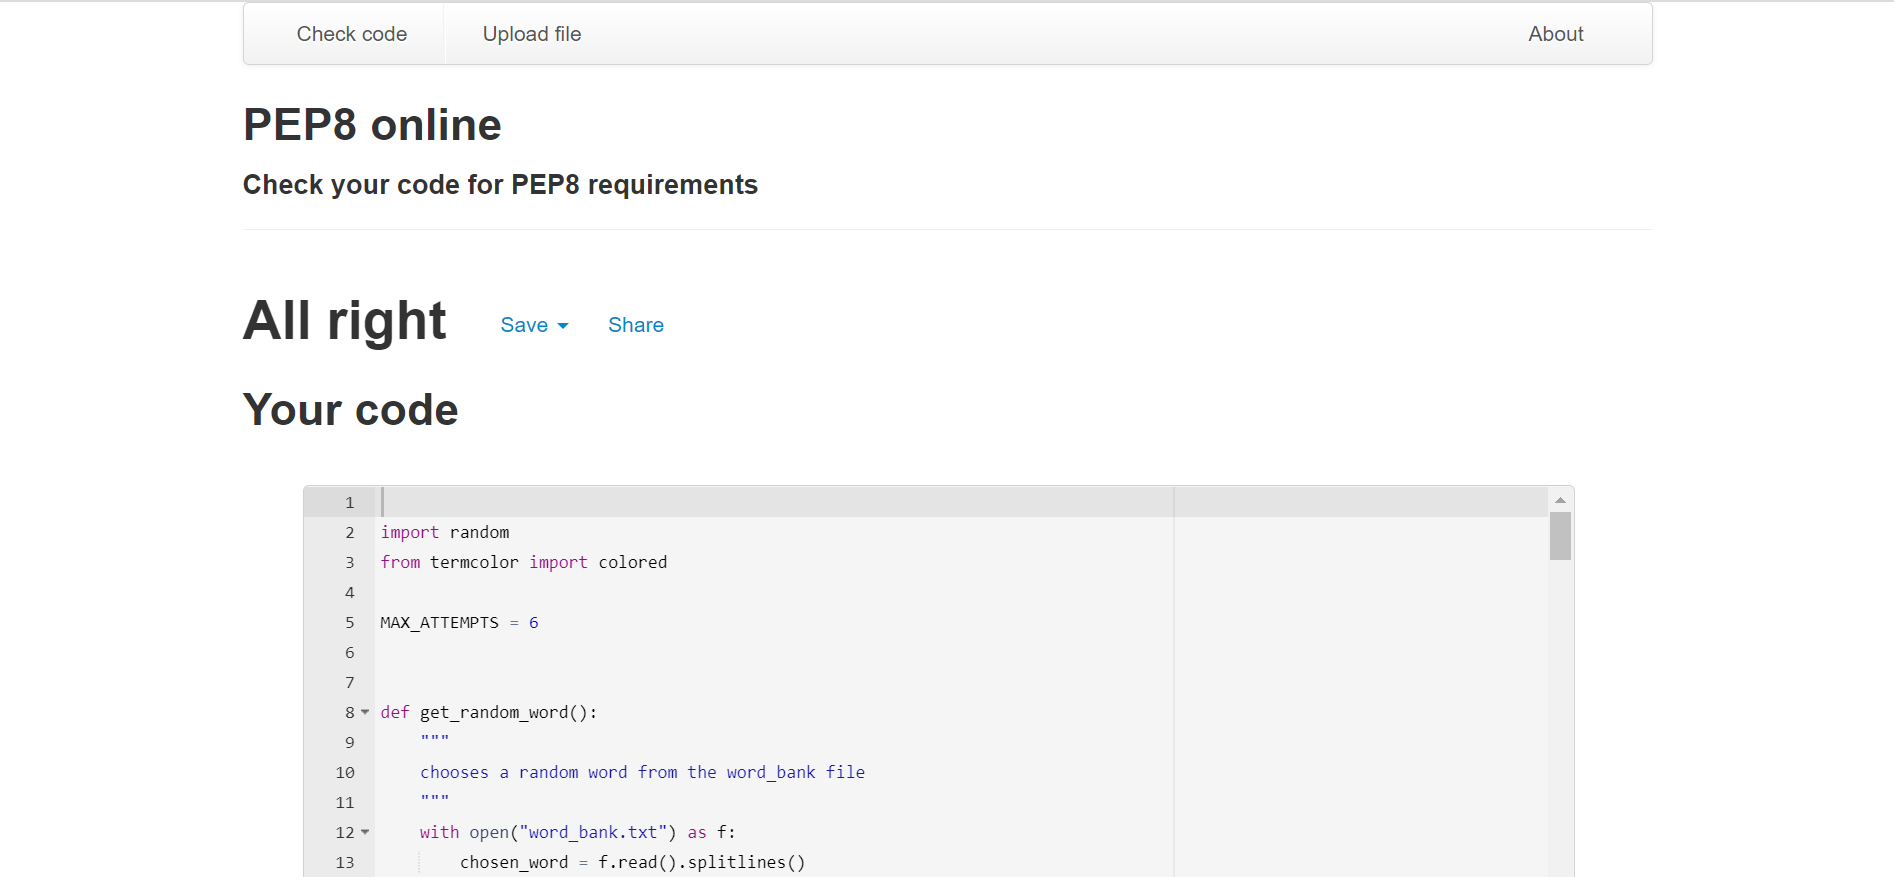 Check code Upload file About
PEP8 online
Check your code for PEP8 requirements
All right Save Share
Your code
1
2 import random
3 from termcolor import colored
4
5 MAX_ATTEMPTS = 6
6
7
8 def get_random_word():
9     """
10     chooses a random word from the word_bank file
11     """
12     with open("word_bank.txt") as f:
13         chosen_word = f.read().splitlines()